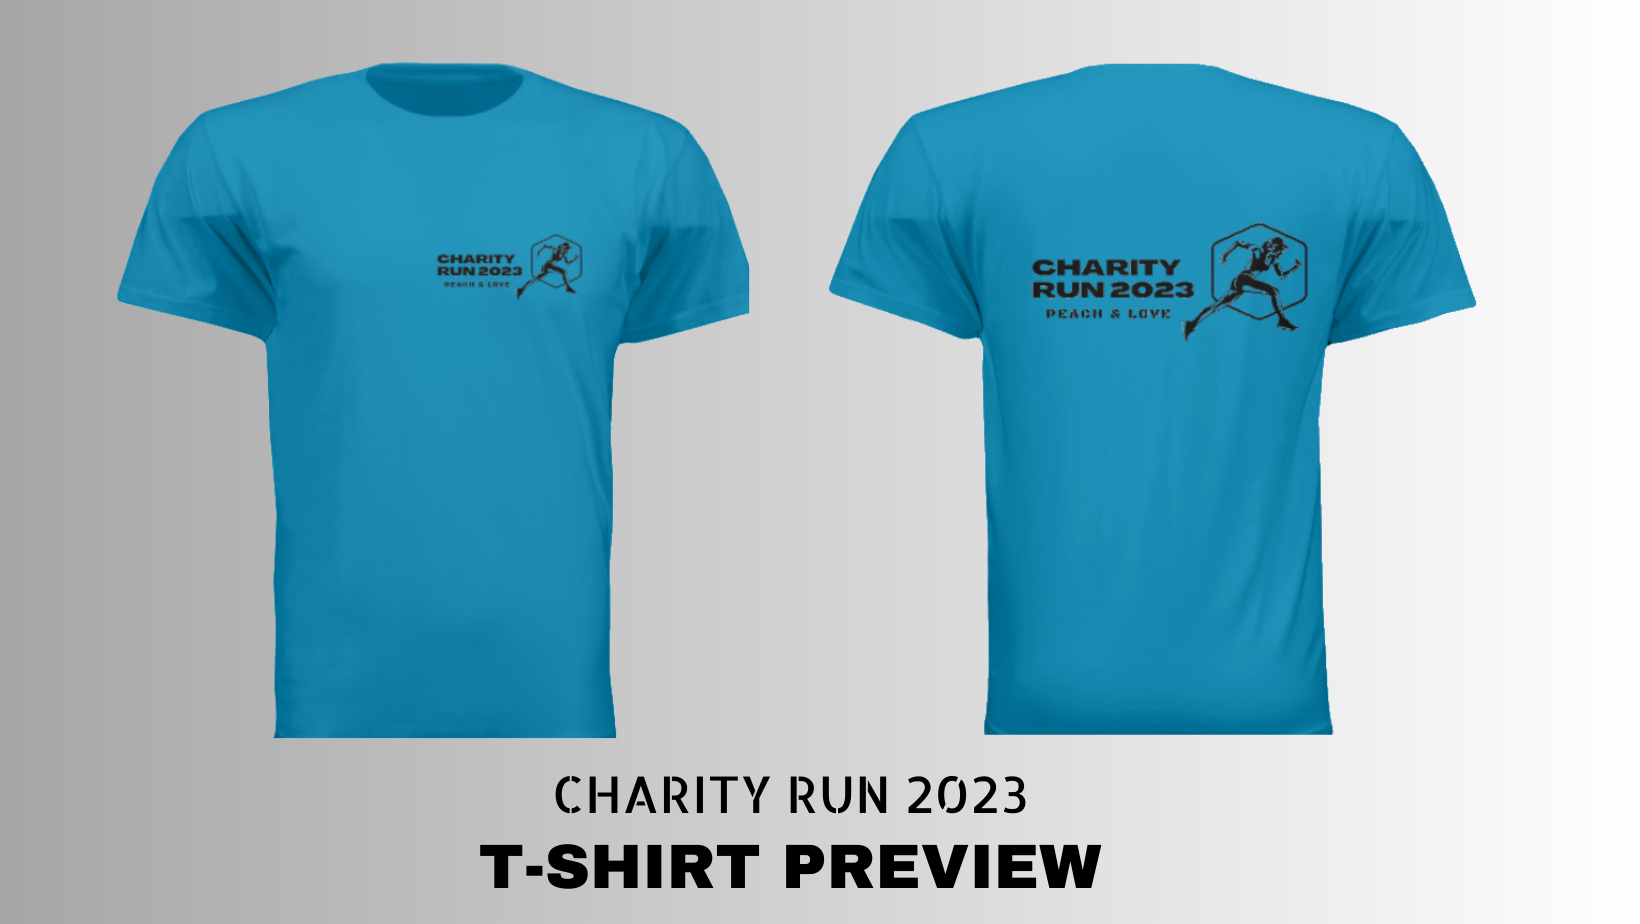 CHARITY
RUN 2023
PEACH & LOVE
CHARITY
RUN 2023
PEACH & LOVE
CHARITY RUN 2023
T-SHIRT PREVIEW